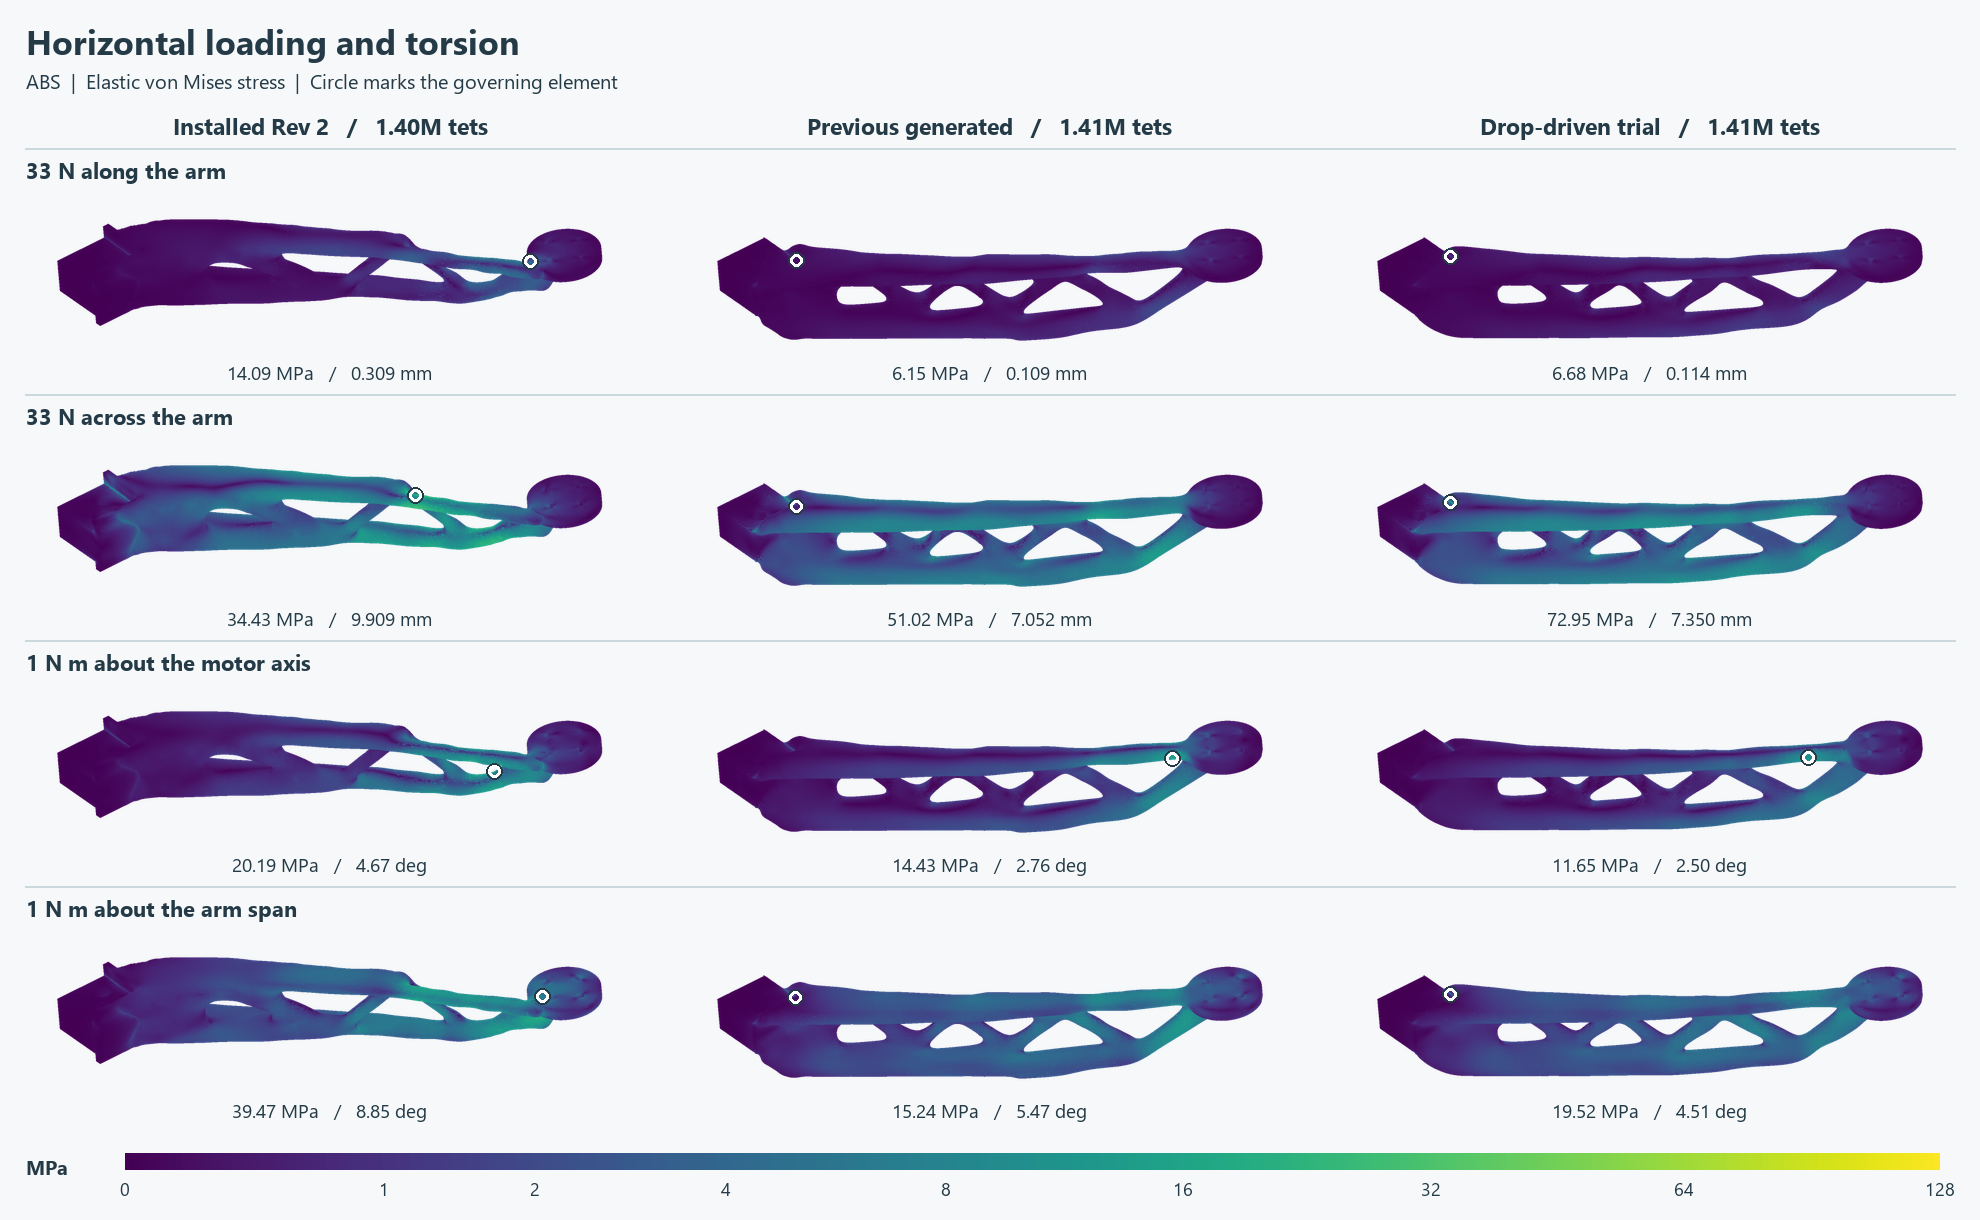 Horizontal loading and torsion
ABS | Elastic von Mises stress | Circle marks the governing element
Installed Rev 2 / 1.40M tets Previous generated / 1.41M tets Drop-driven trial / 1.41M tets
33 N along the arm
14.09 MPa / 0.309 mm 6.15 MPa / 0.109 mm 6.68 MPa / 0.114 mm
33 N across the arm
34.43 MPa / 9.909 mm 51.02 MPa / 7.052 mm 72.95 MPa / 7.350 mm
1 N m about the motor axis
20.19 MPa / 4.67 deg 14.43 MPa / 2.76 deg 11.65 MPa / 2.50 deg
1 N m about the arm span
39.47 MPa / 8.85 deg 15.24 MPa / 5.47 deg 19.52 MPa / 4.51 deg
MPa
0 1 2 4 8 16 32 64 128